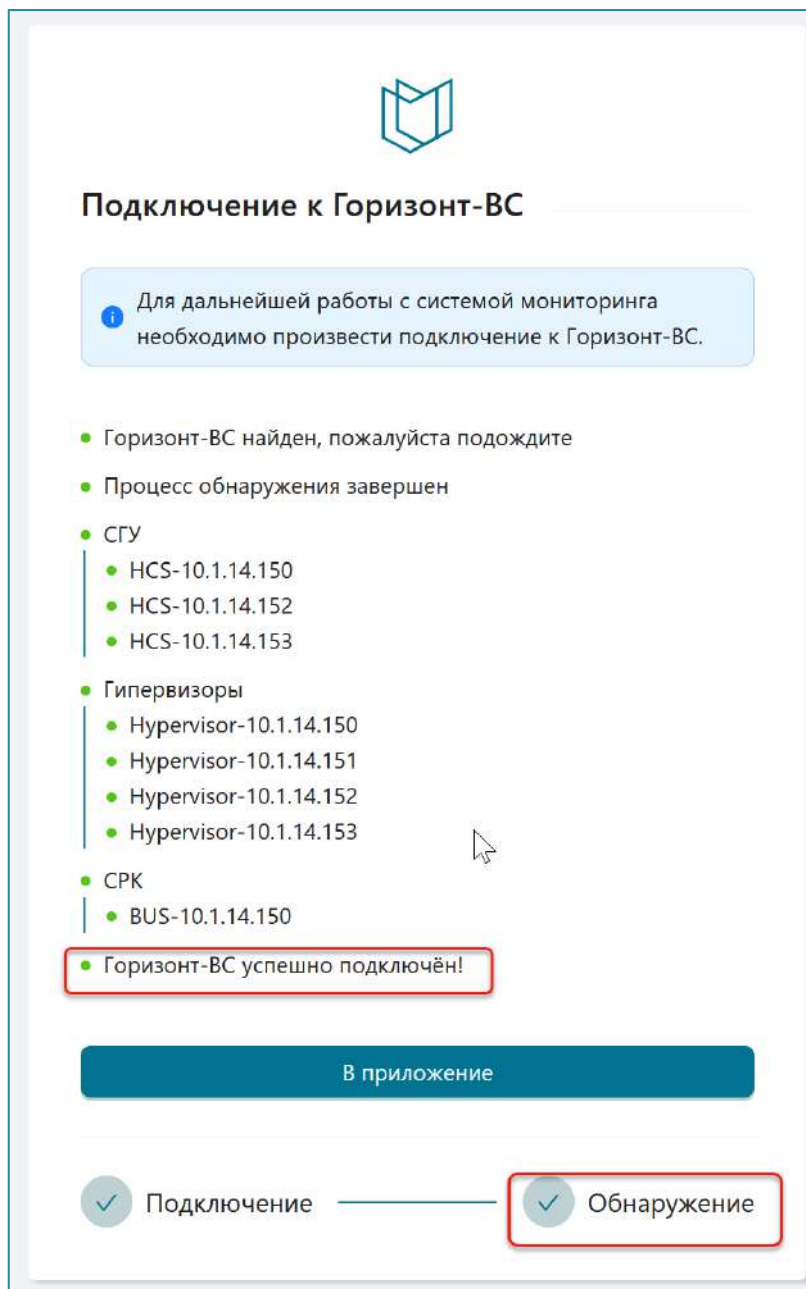 Подключение к Горизонт-ВС
Для дальнейшей работы с системой мониторинга
необходимо произвести подключение к Горизонт-ВС.
Горизонт-ВС найден, пожалуйста подождите
Процесс обнаружения завершен
СГУ
HCS-10.1.14.150
HCS-10.1.14.152
HCS-10.1.14.153
Гипервизоры
Hypervisor-10.1.14.150
Hypervisor-10.1.14.151
Hypervisor-10.1.14.152
Hypervisor-10.1.14.153
СРК
BUS-10.1.14.150
Горизонт-ВС успешно подключён!
В приложение
Подключение
Обнаружение